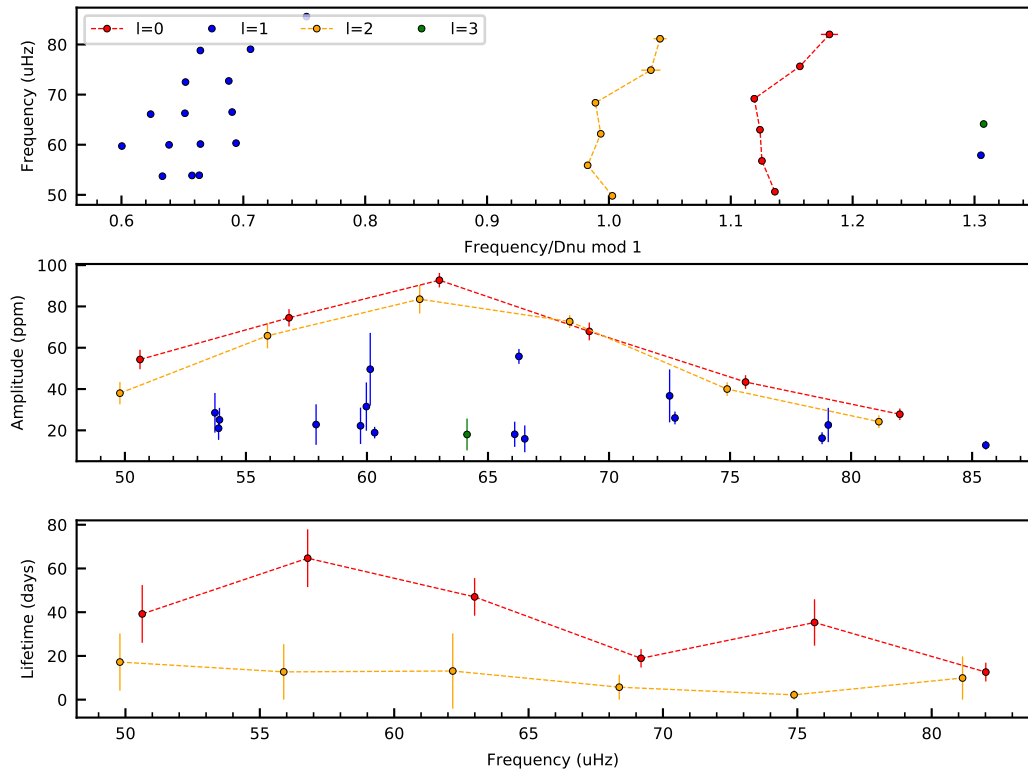 l=0 l=1 l=2 l=3
Frequency (uHz)
80
70
60
50
0.6 0.7 0.8 0.9 1.0 1.1 1.2 1.3
Frequency/Dnu mod 1
Amplitude (ppm)
100
80
60
40
20
50 55 60 65 70 75 80 85
Lifetime (days)
80
60
40
20
0
50 55 60 65 70 75 80
Frequency (uHz)